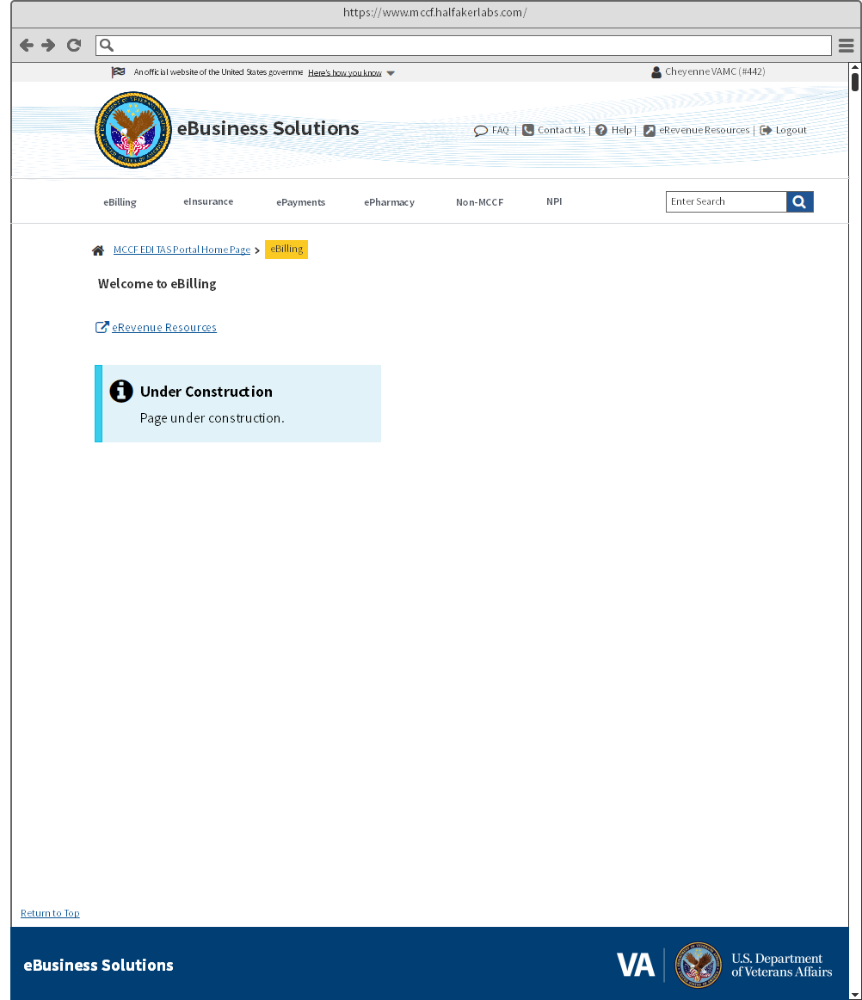 https://www.mccf.halfakerlabs.com/
An official website of the United States governme Here's how you know
Cheyenne VAMC (#442)
eBusiness Solutions
FAQ | Contact Us | Help | eRevenue Resources | Logout
eBilling eInsurance ePayments ePharmacy Non-MCCF NPI
Enter Search
MCCF EDI TAS Portal Home Page > eBilling
Welcome to eBilling
eRevenue Resources
Under Construction
Page under construction.
Return to Top
eBusiness Solutions
VA
U.S. Department
of Veterans Affairs